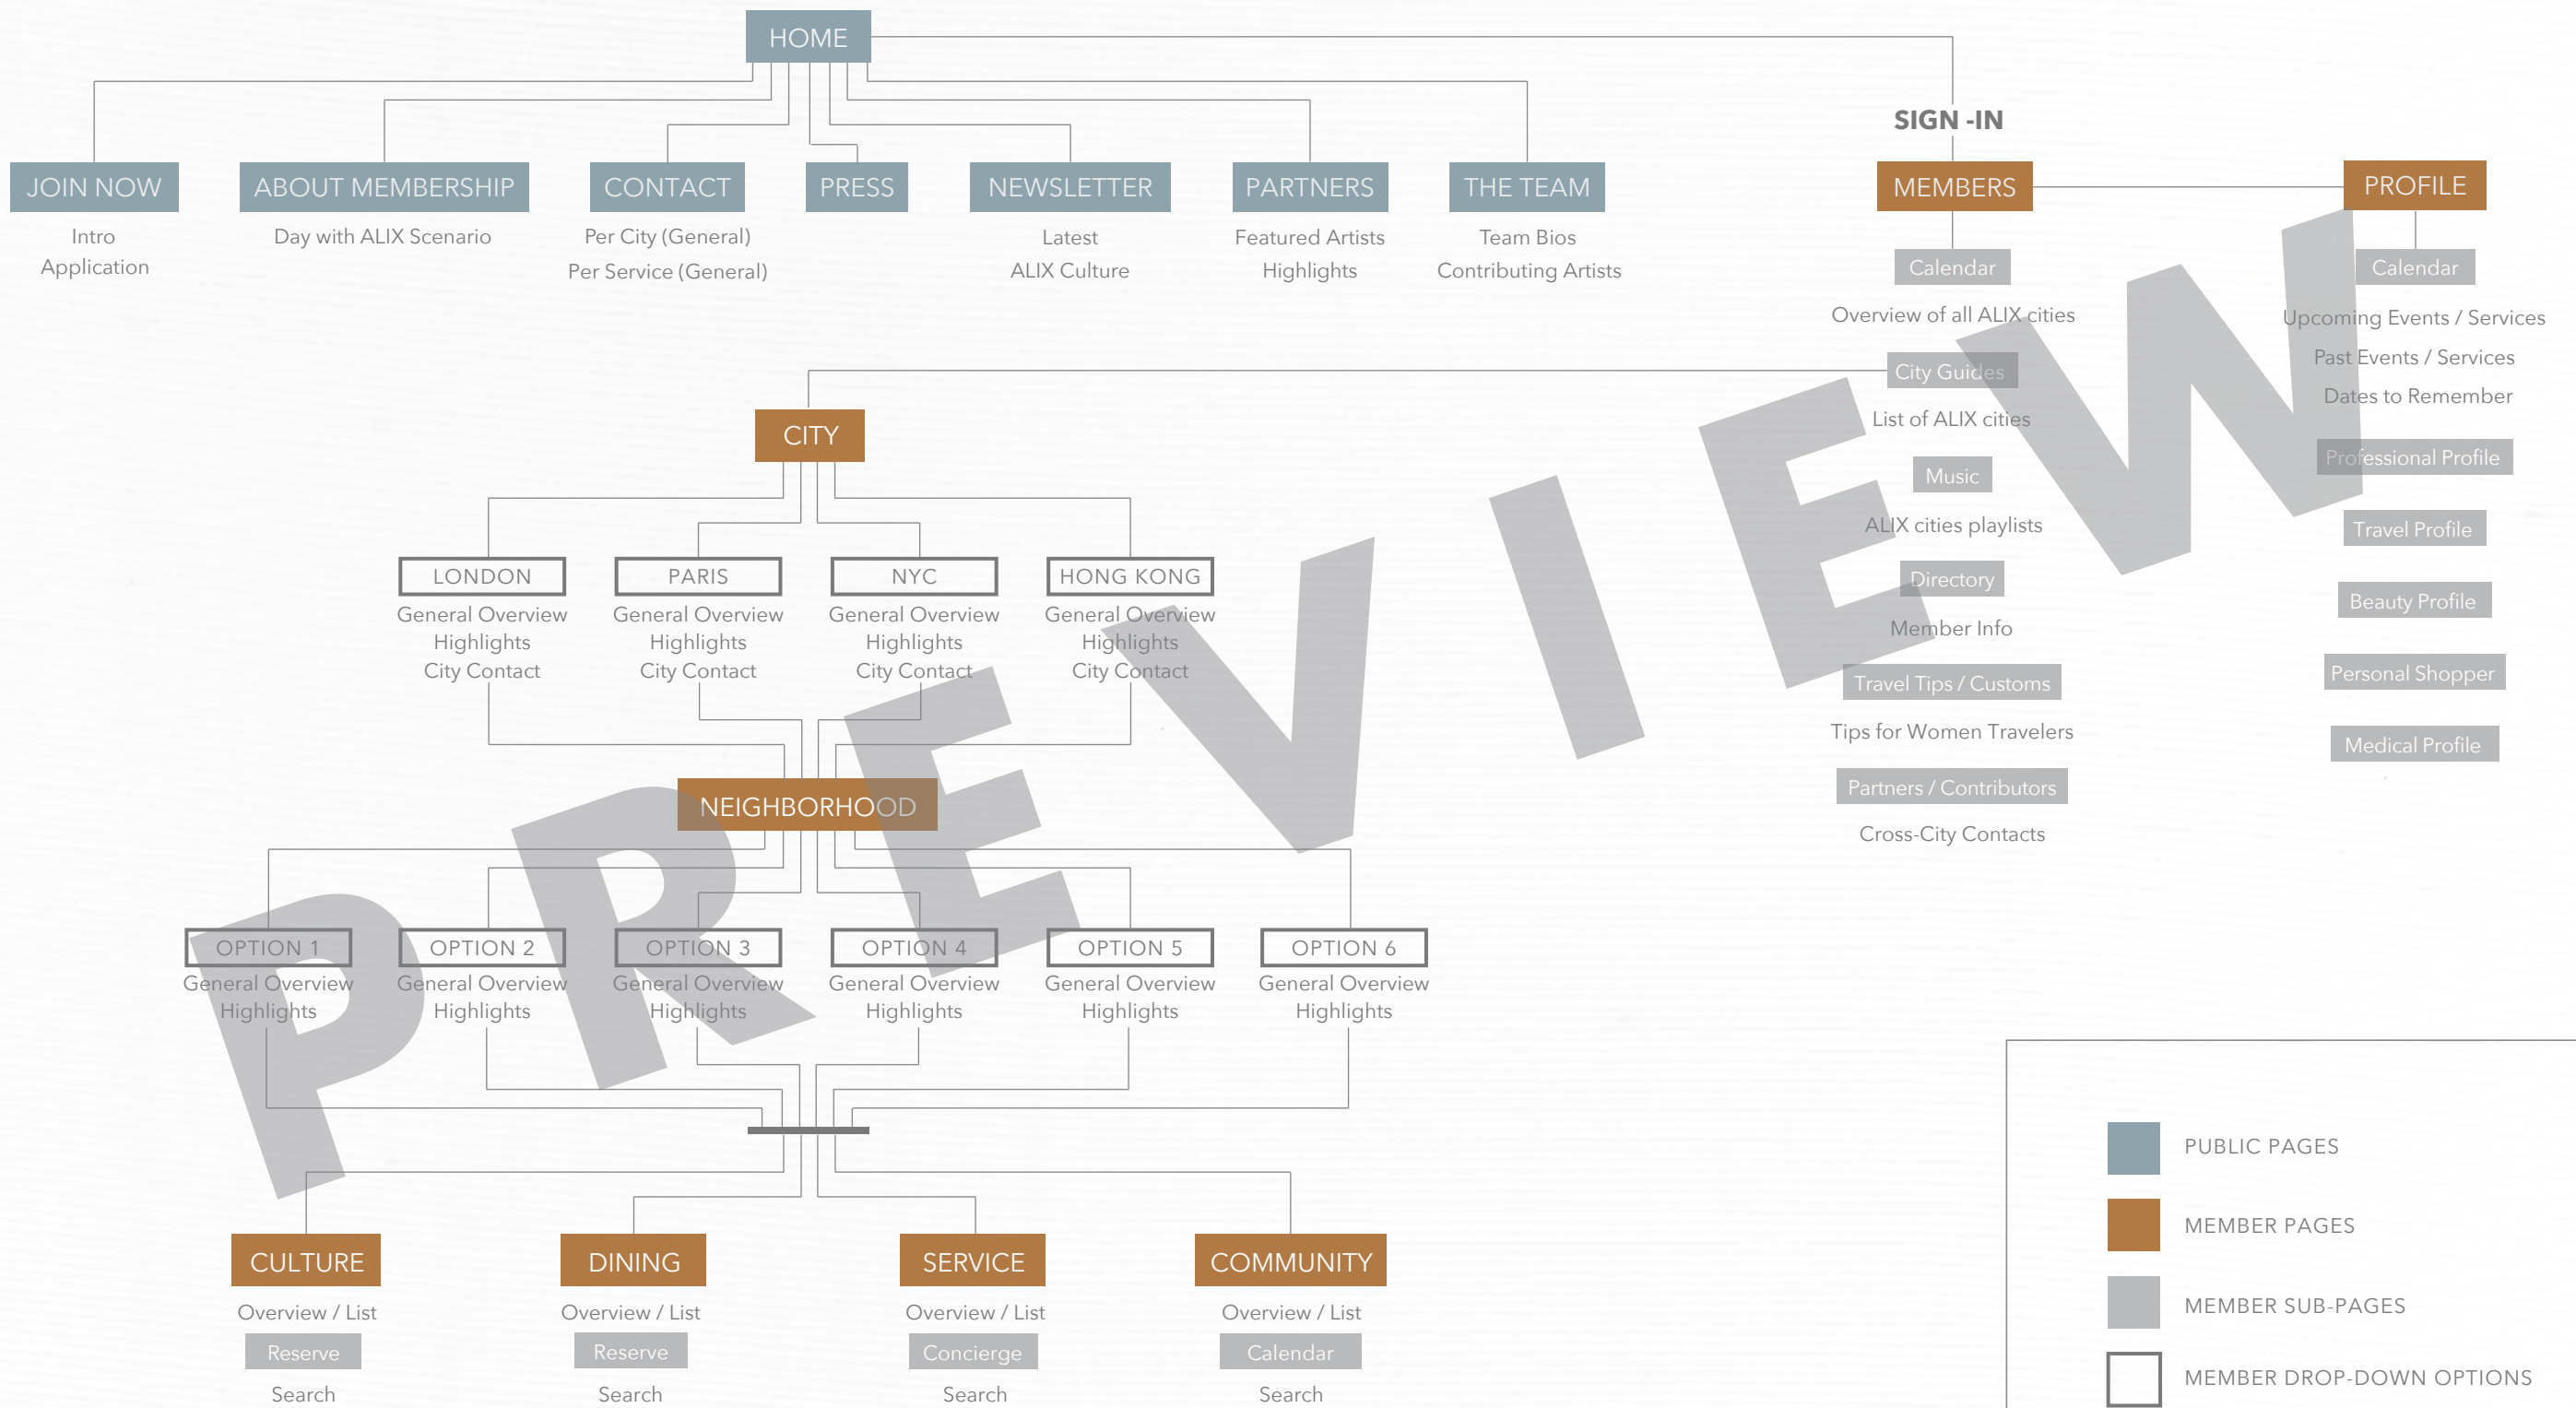 HOME
SIGN -IN
JOIN NOW
Intro
Application
ABOUT MEMBERSHIP
Day with ALIX Scenario
CONTACT
Per City (General)
Per Service (General)
PRESS
NEWSLETTER
Latest
ALIX Culture
PARTNERS
Featured Artists
Highlights
THE TEAM
Team Bios
Contributing Artists
MEMBERS
Calendar
Overview of all ALIX cities
City Guides
List of ALIX cities
Music
ALIX cities playlists
Directory
Member Info
Travel Tips / Customs
Tips for Women Travelers
Partners / Contributors
Cross-City Contacts
PROFILE
Calendar
Upcoming Events / Services
Past Events / Services
Dates to Remember
Professional Profile
Travel Profile
Beauty Profile
Personal Shopper
Medical Profile
CITY
LONDON
General Overview
Highlights
City Contact
PARIS
General Overview
Highlights
City Contact
NYC
General Overview
Highlights
City Contact
HONG KONG
General Overview
Highlights
City Contact
NEIGHBORHOOD
OPTION 1
General Overview
Highlights
OPTION 2
General Overview
Highlights
OPTION 3
General Overview
Highlights
OPTION 4
General Overview
Highlights
OPTION 5
General Overview
Highlights
OPTION 6
General Overview
Highlights
CULTURE
Overview / List
Reserve
Search
DINING
Overview / List
Reserve
Search
SERVICE
Overview / List
Concierge
Search
COMMUNITY
Overview / List
Calendar
Search
PUBLIC PAGES
MEMBER PAGES
MEMBER SUB-PAGES
MEMBER DROP-DOWN OPTIONS
PREVIEW